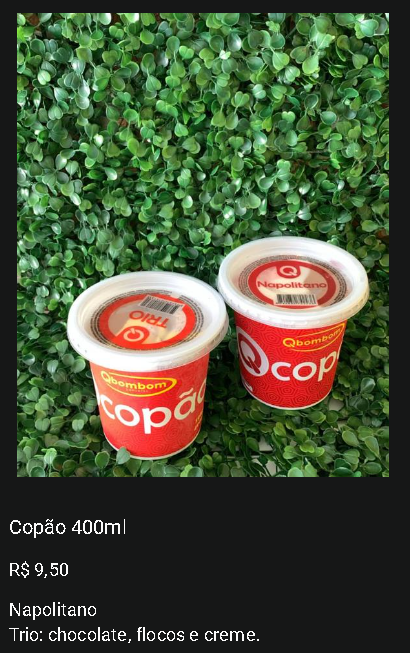 TRIO
Q
Q
Napolitano
Qbombom
copão
Qbombom
Qcop
Copão 400ml
R$ 9,50
Napolitano
Trio: chocolate, flocos e creme.